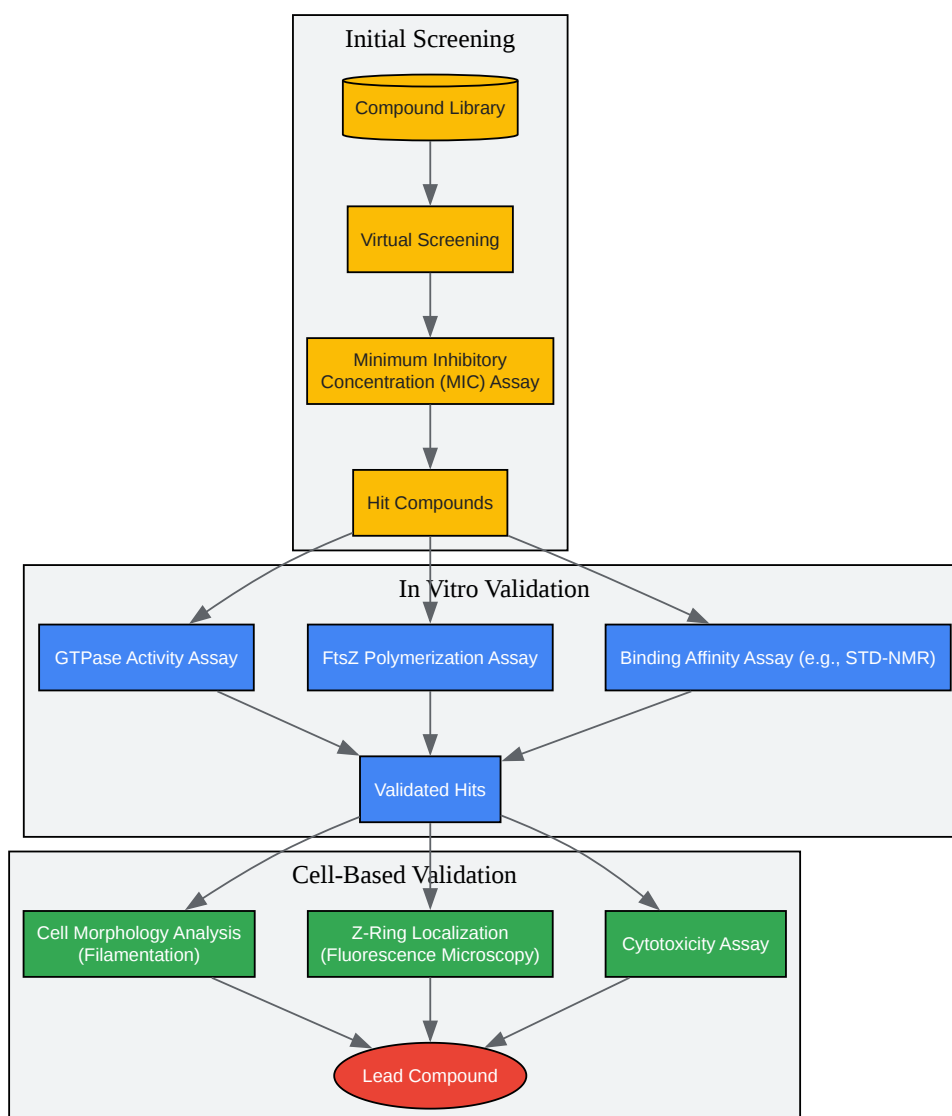 Initial Screening
Compound Library
Virtual Screening
Minimum Inhibitory
Concentration (MIC) Assay
Hit Compounds
In Vitro Validation
GTPase Activity Assay
FtsZ Polymerization Assay
Binding Affinity Assay (e.g., STD-NMR)
Validated Hits
Cell-Based Validation
Cell Morphology Analysis
(Filamentation)
Z-Ring Localization
(Fluorescence Microscopy)
Cytotoxicity Assay
Lead Compound